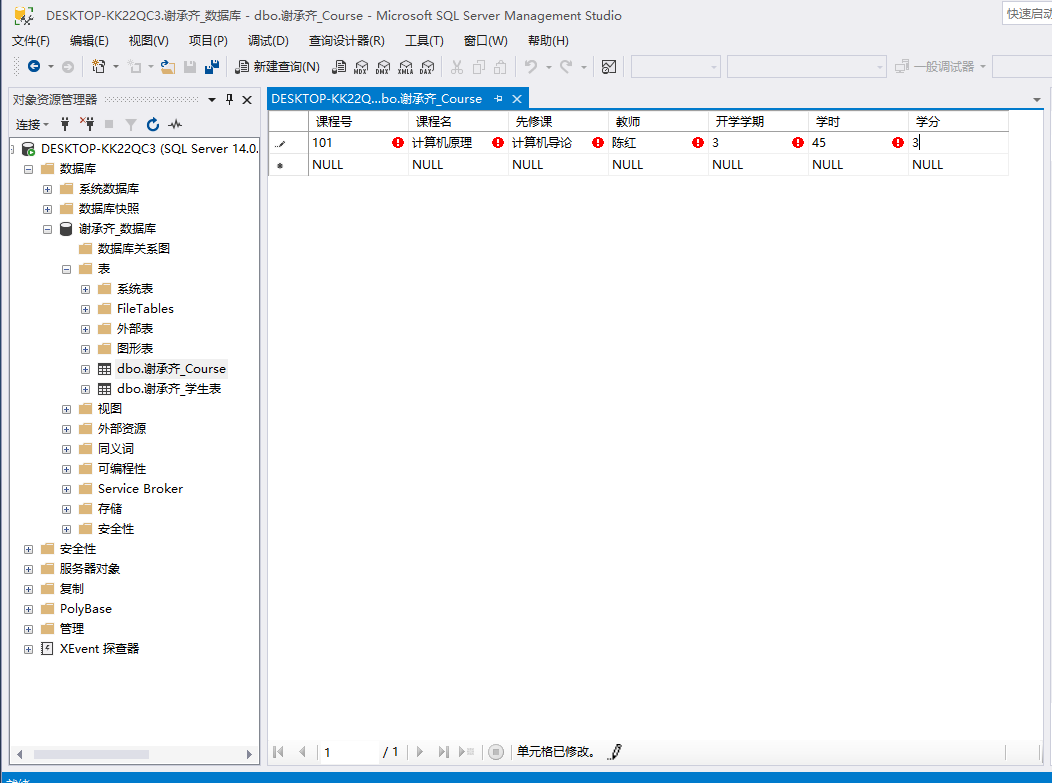 DESKTOP-KK22QC3.谢承齐_数据库 - dbo.谢承齐_Course - Microsoft SQL Server Management Studio
快速启动
文件(F) 编辑(E) 视图(V) 项目(P) 调试(D) 查询设计器(R) 工具(T) 窗口(W) 帮助(H)
新建查询(N) MDX DMX XMLA DAX 一般调试器
对象资源管理器
连接
DESKTOP-KK22QC3 (SQL Server 14.0.
数据库
系统数据库
数据库快照
谢承齐_数据库
数据库关系图
表
系统表
FileTables
外部表
图形表
dbo.谢承齐_Course
dbo.谢承齐_学生表
视图
外部资源
同义词
可编程性
Service Broker
存储
安全性
安全性
服务器对象
复制
PolyBase
管理
XEvent 探查器
DESKTOP-KK22Q...bo.谢承齐_Course
课程号 课程名 先修课 教师 开学学期 学时 学分
101 计算机原理 计算机导论 陈红 3 45 3
NULL NULL NULL NULL NULL NULL NULL
1 / 1 单元格已修改。
就绪